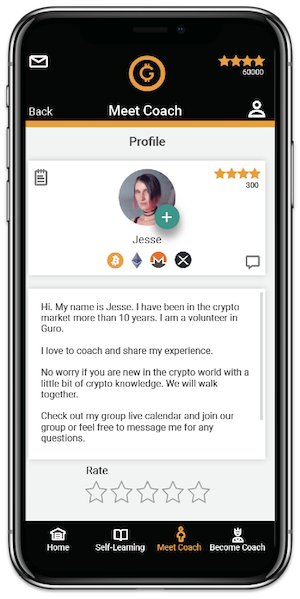 60000
Back
Meet Coach
Profile
300
Jesse
Hi. My name is Jesse. I have been in the crypto
market more than 10 years. I am a volunteer in
Guro.
I love to coach and share my experience.
No worry if you are new in the crypto world with a
little bit of crypto knowledge. We will walk
together.
Check out my group live calendar and join our
group or feel free to message me for any
questions.
Rate
Home
Self-Learning
Meet Coach
Become Coach